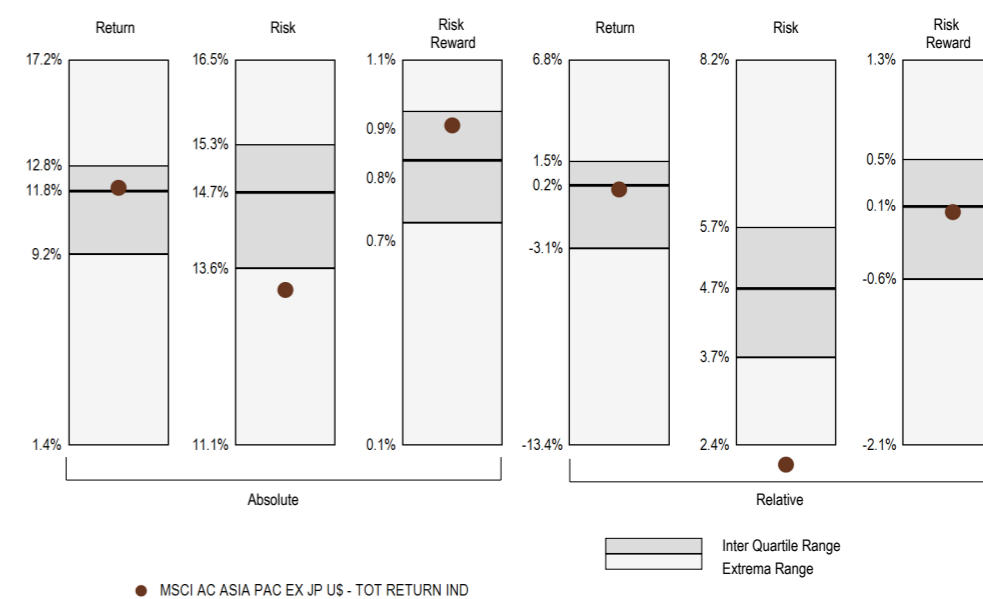 Return
Risk
Risk
Reward
Return
Risk
Risk
Reward
17.2%
12.8%
11.8%
9.2%
1.4%
16.5%
15.3%
14.7%
13.6%
11.1%
1.1%
0.9%
0.8%
0.7%
0.1%
6.8%
1.5%
0.2%
-3.1%
-13.4%
8.2%
5.7%
4.7%
3.7%
2.4%
1.3%
0.5%
0.1%
-0.6%
-2.1%
Absolute
Relative
Inter Quartile Range
Extrema Range
MSCI AC ASIA PAC EX JP U$ - TOT RETURN IND